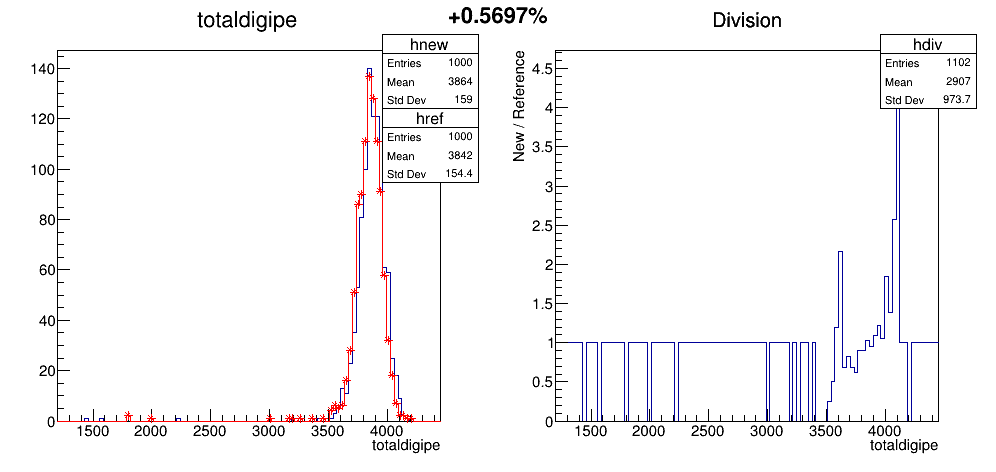 totaldigipe
+0.5697%
Division
hnew
Entries 1000
Mean 3864
Std Dev 159
href
Entries 1000
Mean 3842
Std Dev 154.4
140
120
100
80
60
40
20
0
1500 2000 2500 3000 3500 4000
totaldigipe
hdiv
Entries 1102
Mean 2907
Std Dev 973.7
New / Reference
4.5
4
3.5
3
2.5
2
1.5
1
0.5
0
1500 2000 2500 3000 3500 4000
totaldigipe